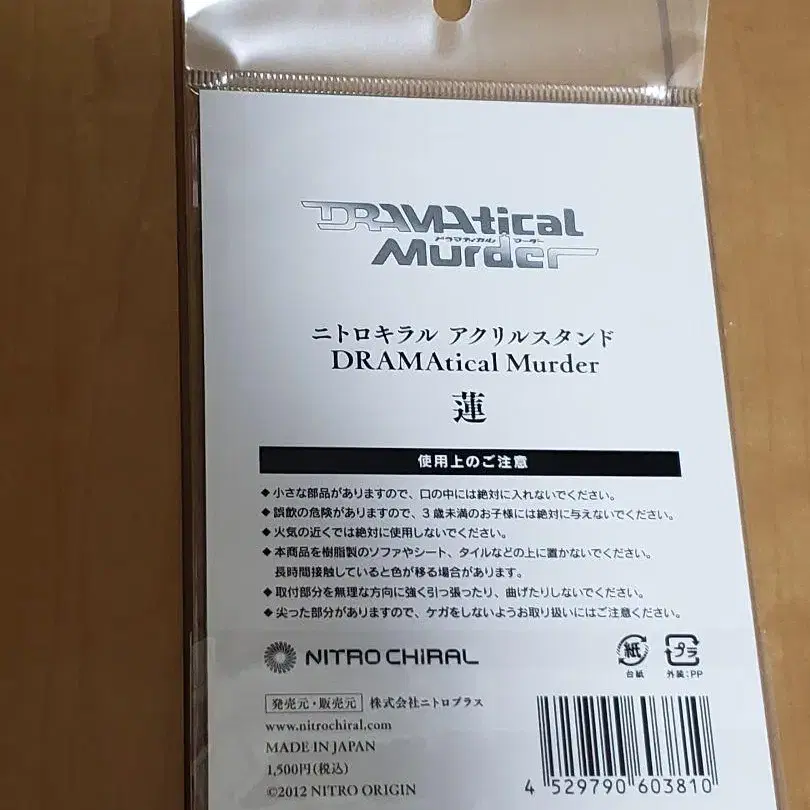 DRAMAtical
ドラマティカル マーダー
Murder
ニトロキラル アクリルスタンド
DRAMAtical Murder
蓮
使用上のご注意
◆小さな部品がありますので、口の中には絶対に入れないでください。
◆誤飲の危険がありますので、3歳未満のお子様には絶対に与えないでください。
◆火気の近くでは絶対に使用しないでください。
◆本商品を樹脂製のソファやシート、タイルなどの上に置かないでください。
長時間接触していると色が移る場合があります。
◆取付部分を無理な方向に強く引っ張ったり、曲げたりしないでください。
◆尖った部分がありますので、ケガをしないようお取り扱いにはご注意ください。
NITRO CHiRAL
紙
台紙
プラ
外装:PP
発売元・販売元 株式会社ニトロプラス
www.nitrochiral.com
MADE IN JAPAN
1,500円(税込)
©2012 NITRO ORIGIN
4 529790 603810